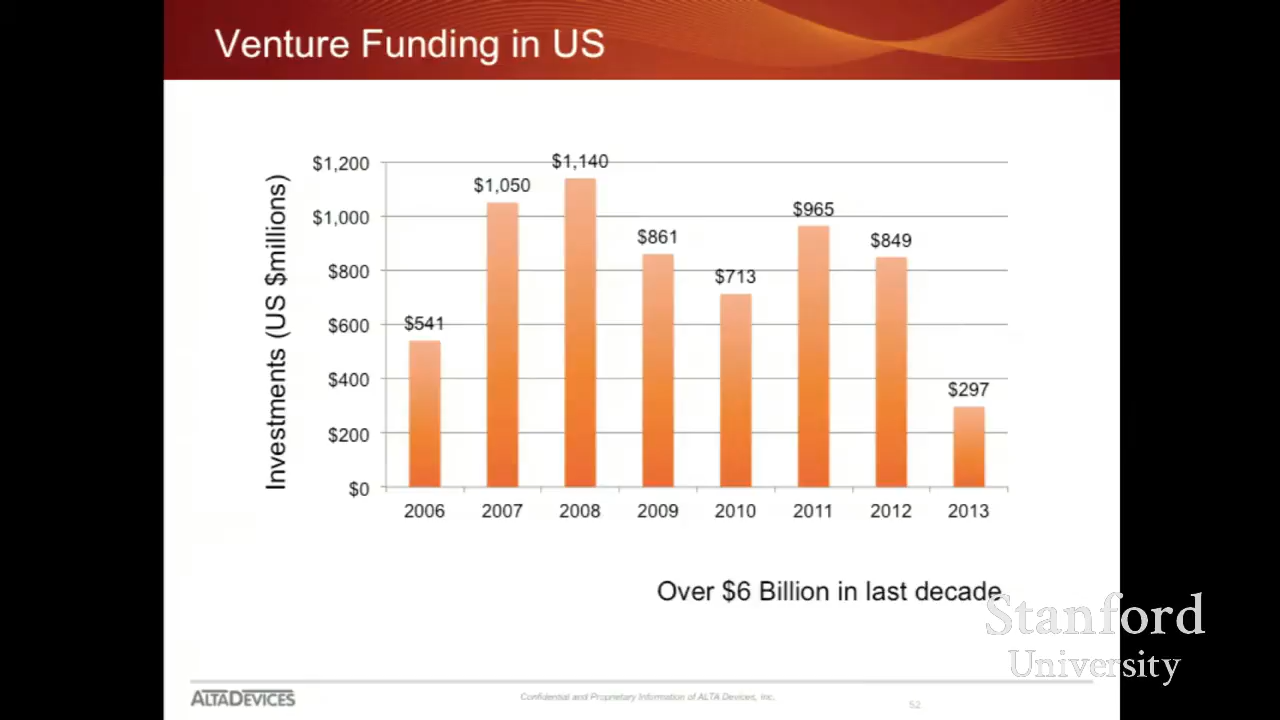 Venture Funding in US
Investments (US $millions)
$1,200
$1,000
$800
$600
$400
$200
$0
$541
$1,050
$1,140
$861
$713
$965
$849
$297
2006 2007 2008 2009 2010 2011 2012 2013
Over $6 Billion in last decade
Stanford
University
ALTADEVICES
Confidential and Proprietary Information of ALTA Devices, Inc.
52